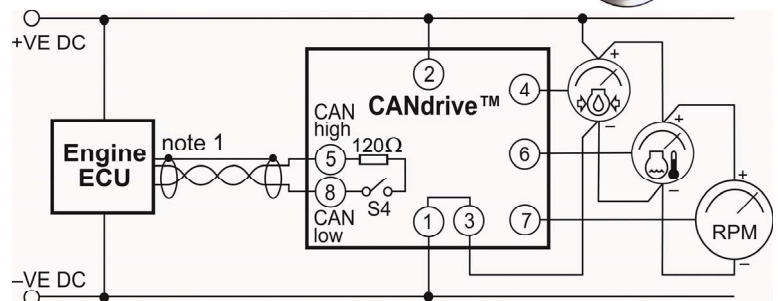 +VE DC
2
+
4
CANdrive™
CAN
high
note 1
120Ω
–
+
Engine
ECU
5
6
8
S4
–
+
CAN
low
1
3
7
RPM
–
–VE DC